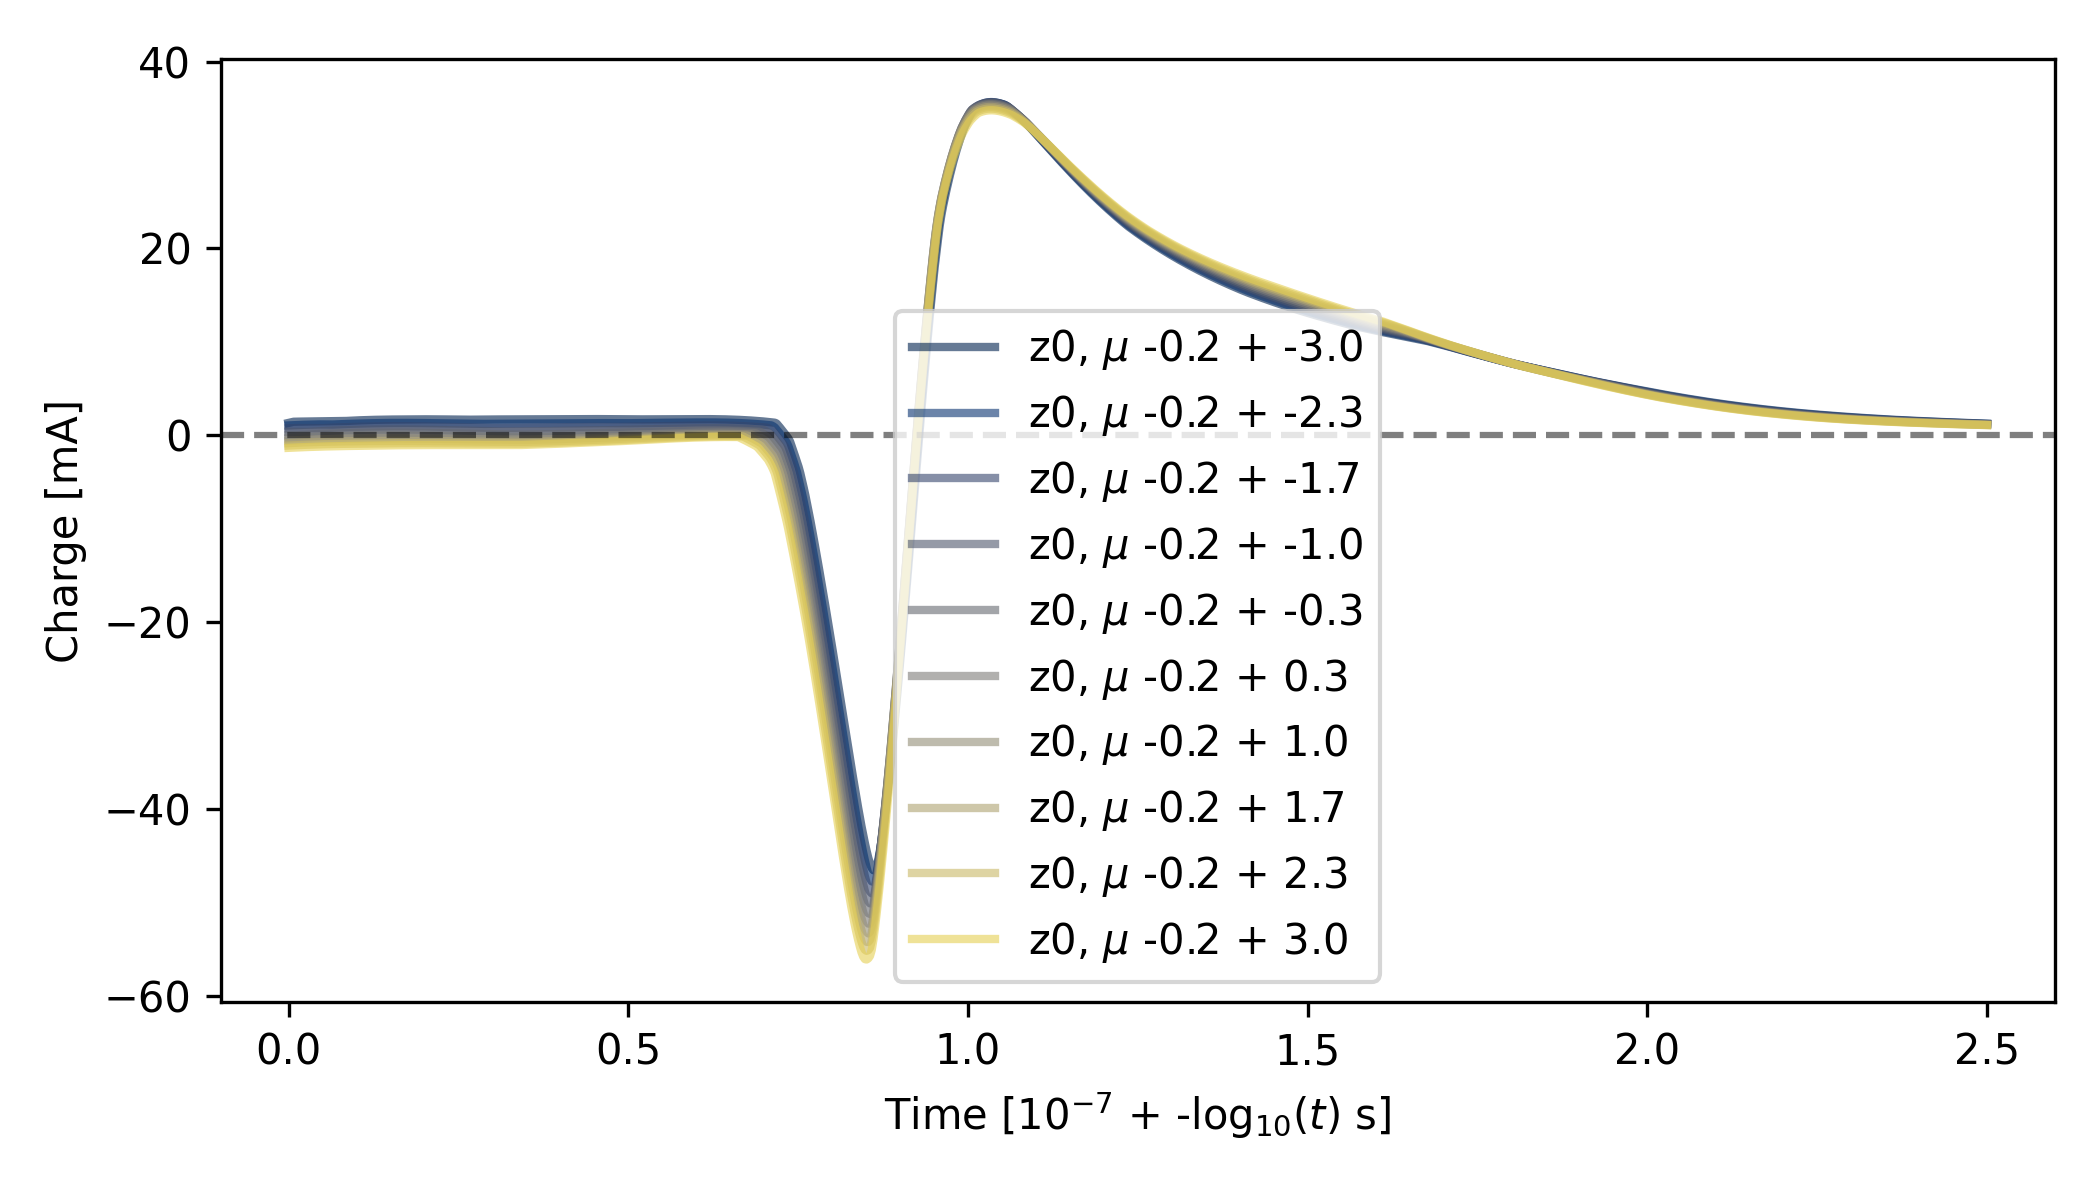 40
20
0
−20
−40
−60
Charge [mA]
z0, μ -0.2 + -3.0
z0, μ -0.2 + -2.3
z0, μ -0.2 + -1.7
z0, μ -0.2 + -1.0
z0, μ -0.2 + -0.3
z0, μ -0.2 + 0.3
z0, μ -0.2 + 1.0
z0, μ -0.2 + 1.7
z0, μ -0.2 + 2.3
z0, μ -0.2 + 3.0
0.0 0.5 1.0 1.5 2.0 2.5
Time [10⁻⁷ + -log₁₀(t) s]